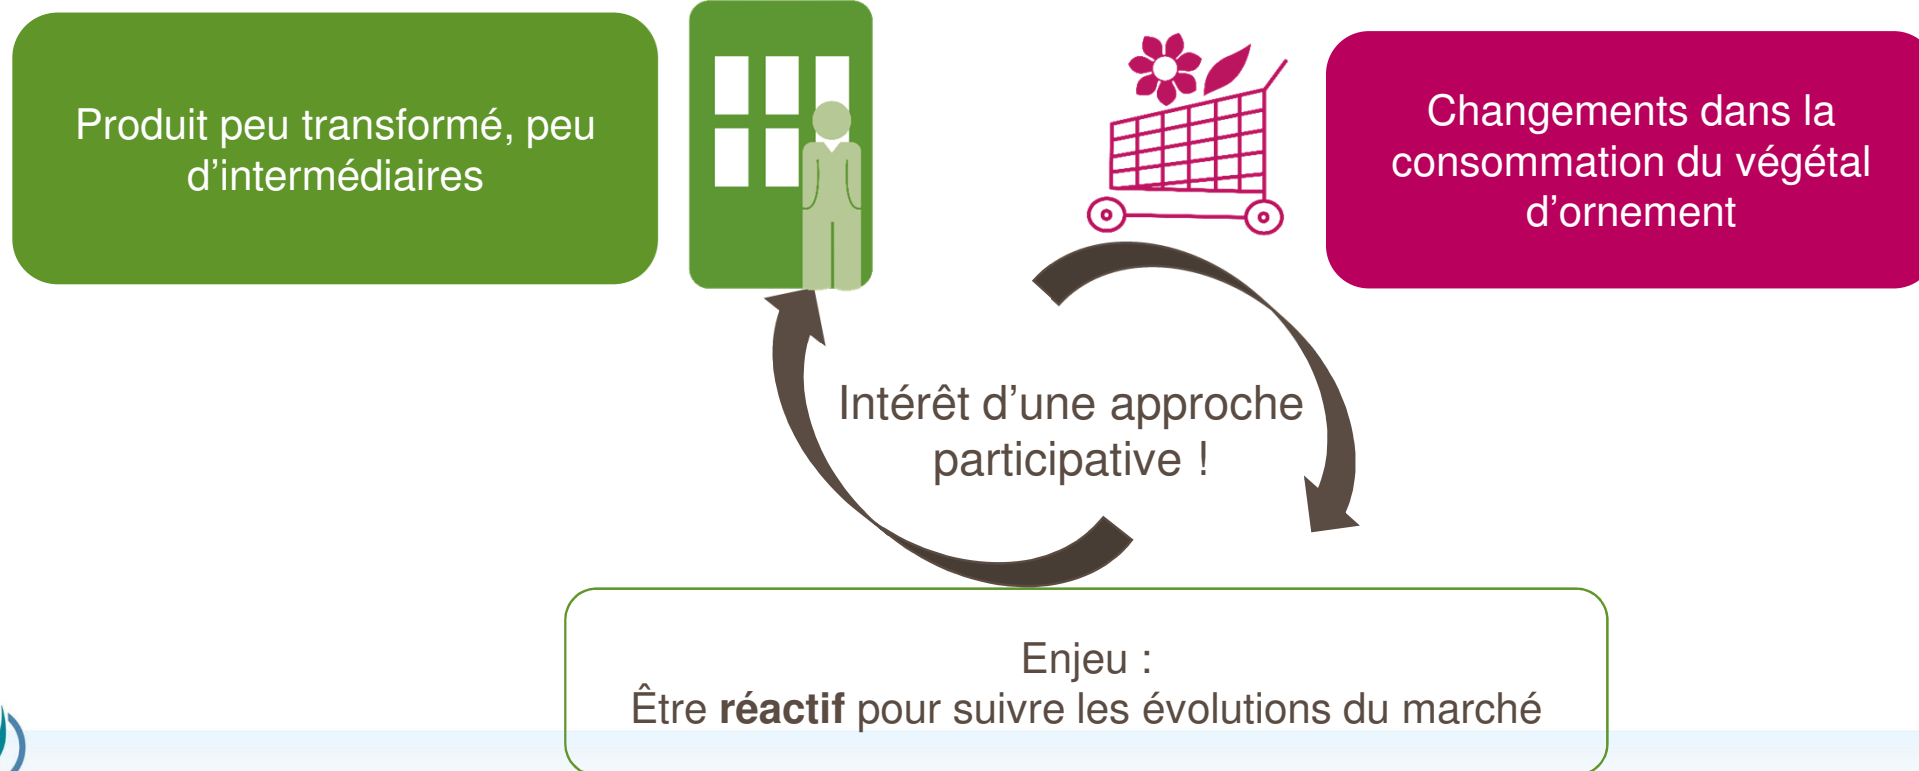 Produit peu transformé, peu
d’intermédiaires
Changements dans la
consommation du végétal
d’ornement
Intérêt d’une approche
participative !
Enjeu :
Être réactif pour suivre les évolutions du marché